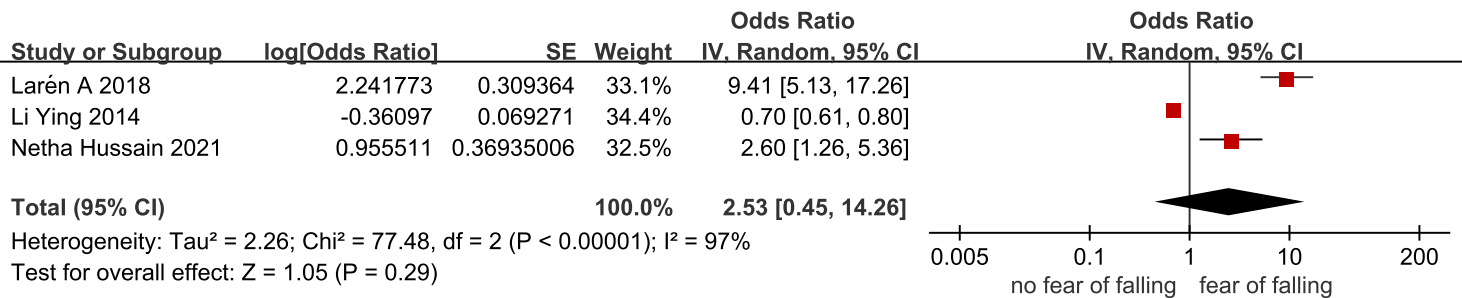 Odds Ratio Odds Ratio
Study or Subgroup log[Odds Ratio] SE Weight IV, Random, 95% CI IV, Random, 95% CI
Larén A 2018 2.241773 0.309364 33.1% 9.41 [5.13, 17.26]
Li Ying 2014 -0.36097 0.069271 34.4% 0.70 [0.61, 0.80]
Netha Hussain 2021 0.955511 0.36935006 32.5% 2.60 [1.26, 5.36]
Total (95% CI) 100.0% 2.53 [0.45, 14.26]
Heterogeneity: Tau² = 2.26; Chi² = 77.48, df = 2 (P < 0.00001); I² = 97%
Test for overall effect: Z = 1.05 (P = 0.29)
0.005 0.1 1 10 200
no fear of falling fear of falling